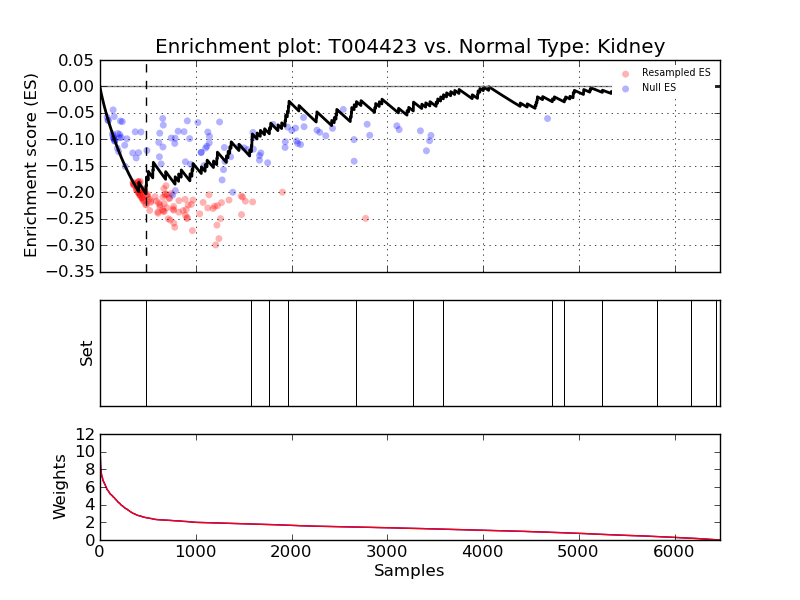 Enrichment plot: T004423 vs. Normal Type: Kidney
Enrichment score (ES)
0.05
0.00
−0.05
−0.10
−0.15
−0.20
−0.25
−0.30
−0.35
Resampled ES
Null ES
Set
Weights
12
10
8
6
4
2
0
0 1000 2000 3000 4000 5000 6000
Samples